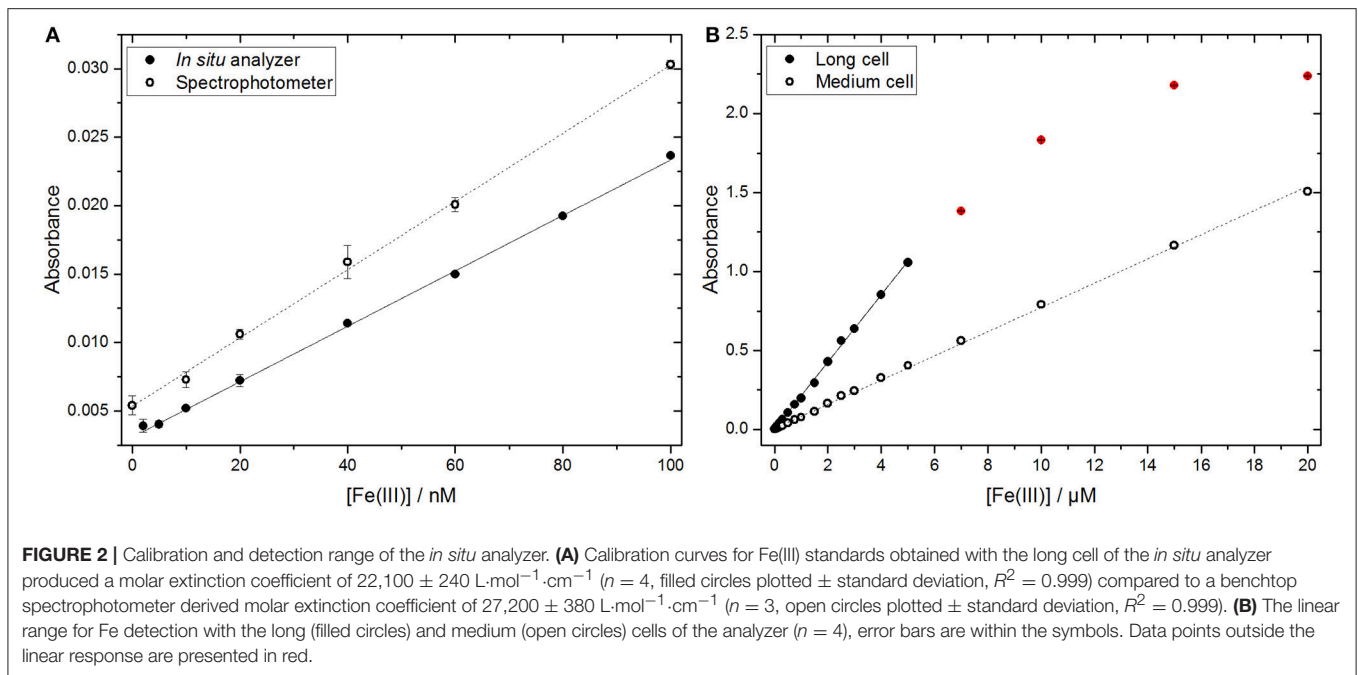 A
In situ analyzer
Spectrophotometer
0.030
0.025
0.020
0.015
0.010
0.005
Absorbance
0 20 40 60 80 100
[Fe(III)] / nM
B
Long cell
Medium cell
2.5
2.0
1.5
1.0
0.5
0.0
Absorbance
0 2 4 6 8 10 12 14 16 18 20
[Fe(III)] / µM
FIGURE 2 | Calibration and detection range of the in situ analyzer. (A) Calibration curves for Fe(III) standards obtained with the long cell of the in situ analyzer
produced a molar extinction coefficient of 22,100 ± 240 L·mol⁻¹·cm⁻¹ (n = 4, filled circles plotted ± standard deviation, R² = 0.999) compared to a benchtop
spectrophotometer derived molar extinction coefficient of 27,200 ± 380 L·mol⁻¹·cm⁻¹ (n = 3, open circles plotted ± standard deviation, R² = 0.999). (B) The linear
range for Fe detection with the long (filled circles) and medium (open circles) cells of the analyzer (n = 4), error bars are within the symbols. Data points outside the
linear response are presented in red.